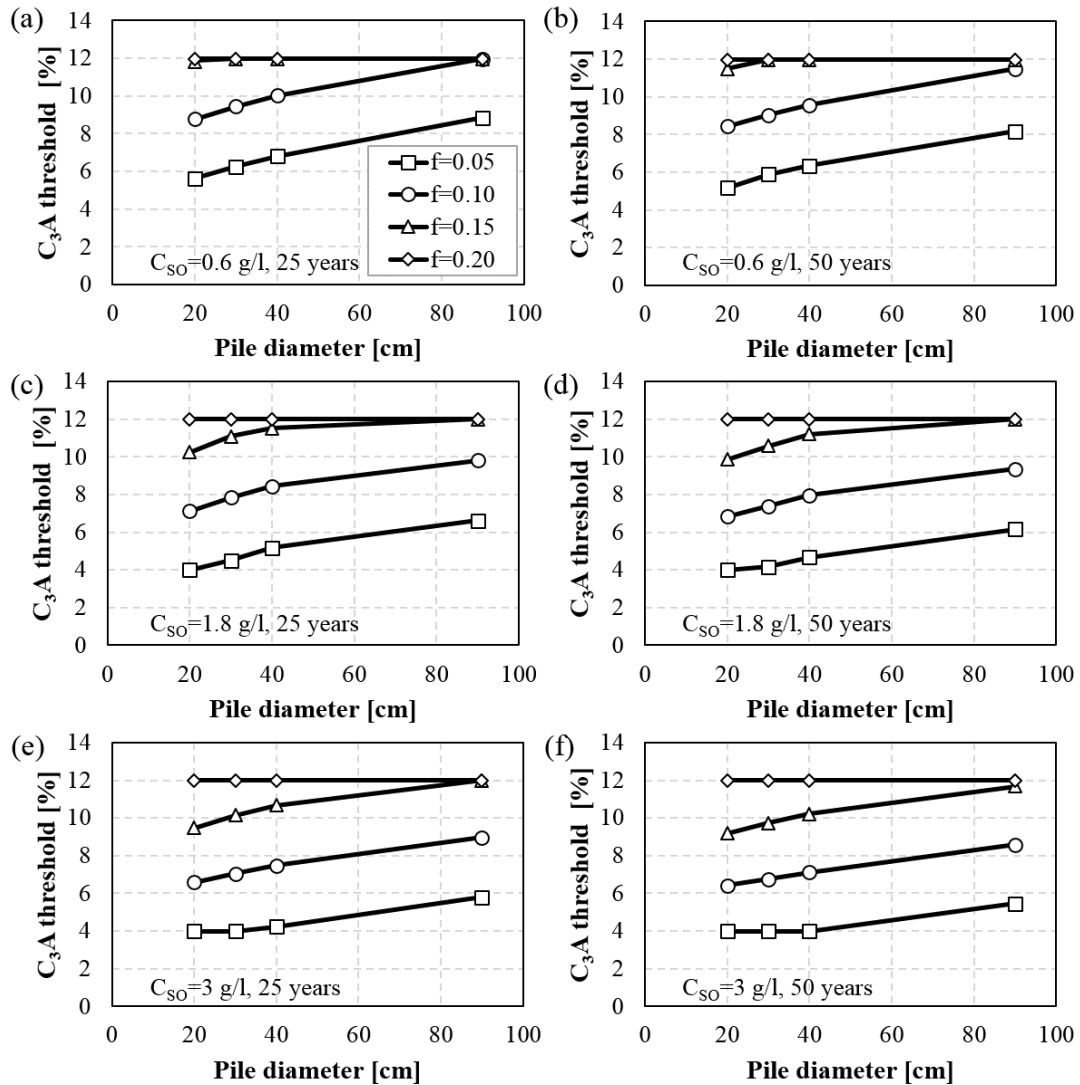 (a)
C₃A threshold [%]
14
12
10
8
6
4
2
0
0 20 40 60 80 100
Pile diameter [cm]
C_SO=0.6 g/l, 25 years
f=0.05
f=0.10
f=0.15
f=0.20
(b)
C₃A threshold [%]
14
12
10
8
6
4
2
0
0 20 40 60 80 100
Pile diameter [cm]
C_SO=0.6 g/l, 50 years
(c)
C₃A threshold [%]
14
12
10
8
6
4
2
0
0 20 40 60 80 100
Pile diameter [cm]
C_SO=1.8 g/l, 25 years
(d)
C₃A threshold [%]
14
12
10
8
6
4
2
0
0 20 40 60 80 100
Pile diameter [cm]
C_SO=1.8 g/l, 50 years
(e)
C₃A threshold [%]
14
12
10
8
6
4
2
0
0 20 40 60 80 100
Pile diameter [cm]
C_SO=3 g/l, 25 years
(f)
C₃A threshold [%]
14
12
10
8
6
4
2
0
0 20 40 60 80 100
Pile diameter [cm]
C_SO=3 g/l, 50 years